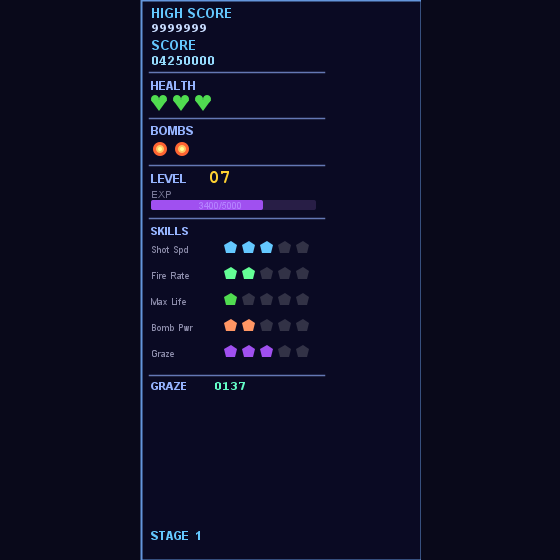 HIGH SCORE
9999999
SCORE
04250000
HEALTH
BOMBS
LEVEL 07
EXP
3400/5000
SKILLS
Shot Spd
Fire Rate
Max Life
Bomb Pwr
Graze
GRAZE 0137
STAGE 1